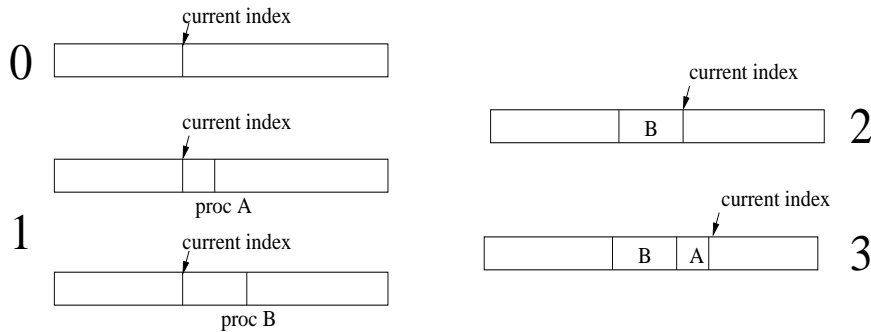 current index
0
current index
proc A
1
current index
proc B
current index
B
2
current index
B A
3